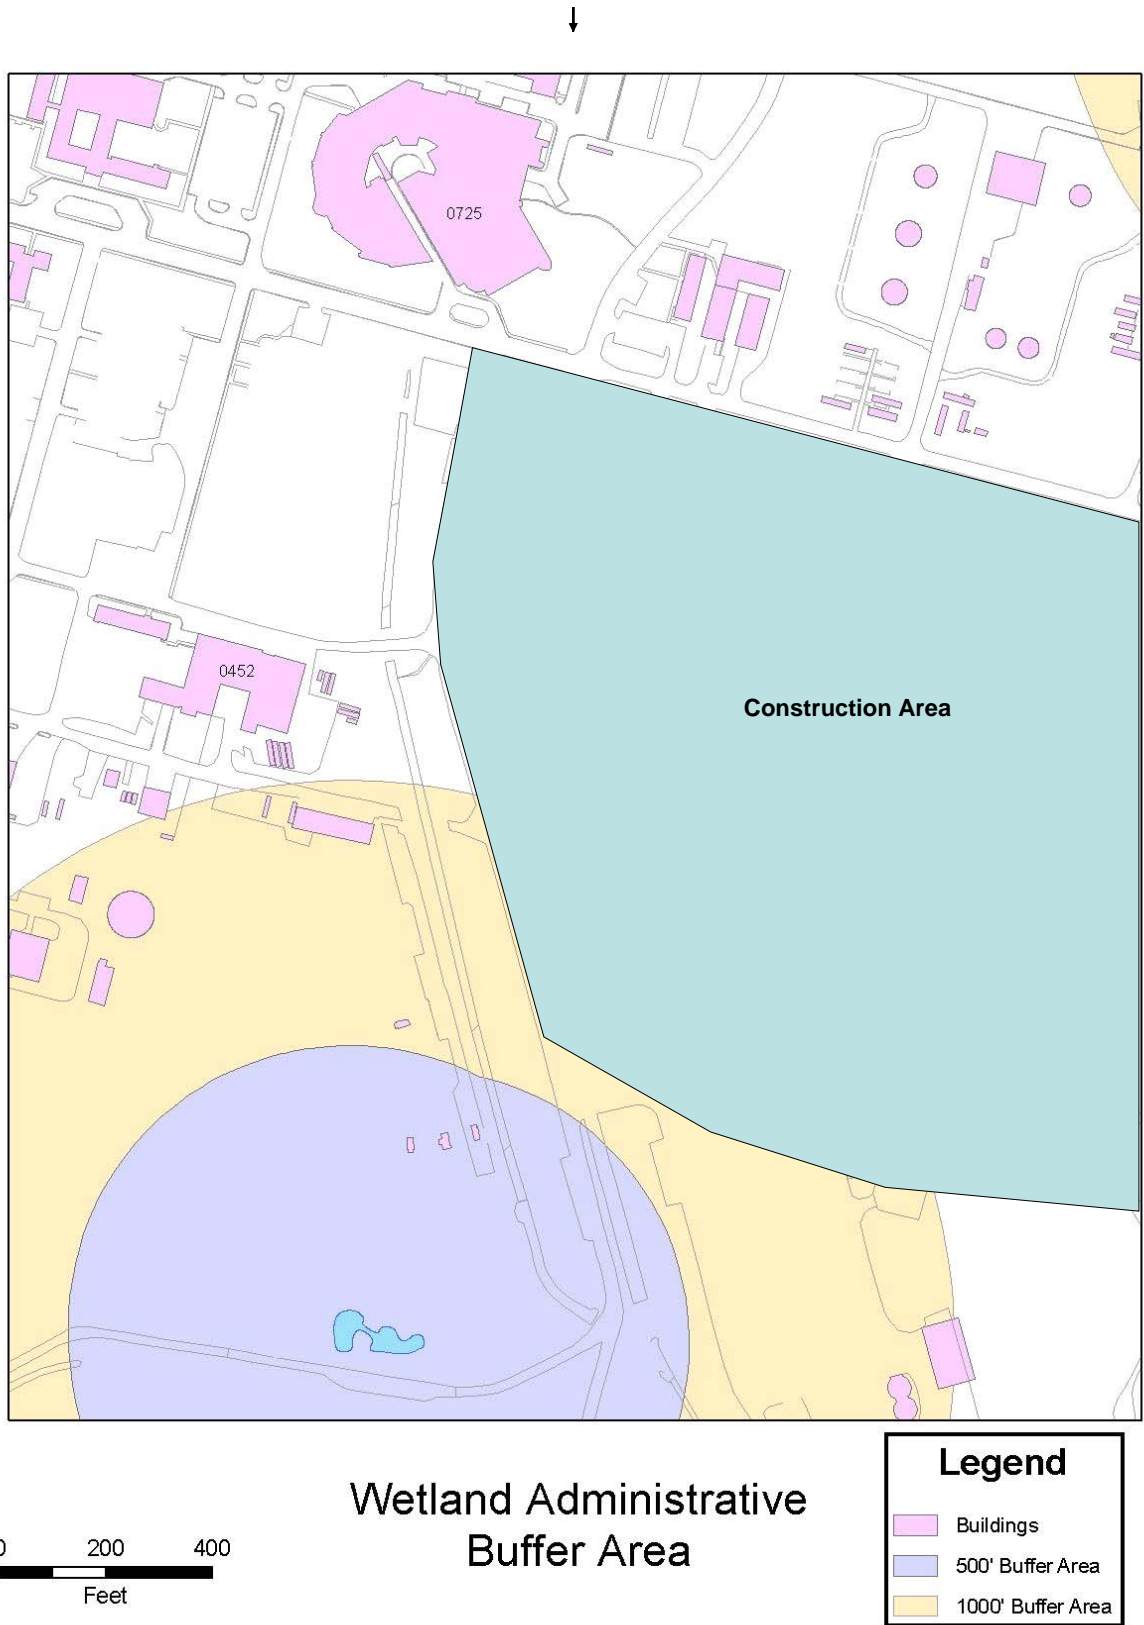 0725
0452
Construction Area
Wetland Administrative
Buffer Area
0 200 400
Feet
Legend
Buildings
500' Buffer Area
1000' Buffer Area